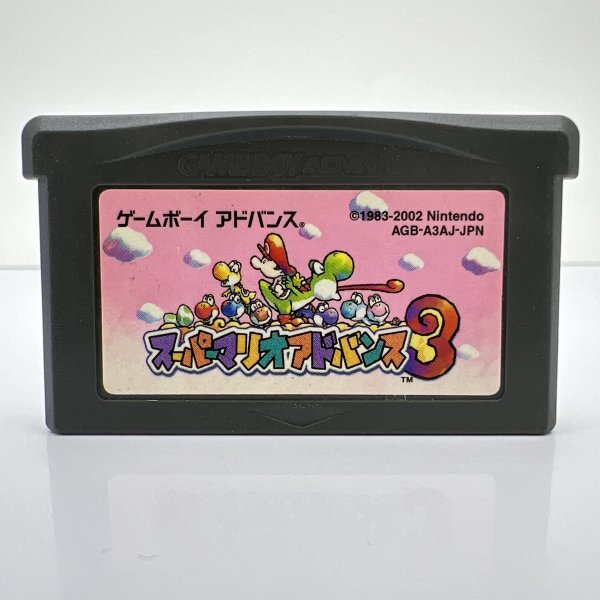 GAME BOY ADVANCE
ゲームボーイ アドバンス®
©1983-2002 Nintendo
AGB-A3AJ-JPN
スーパーマリオアドバンス3
TM